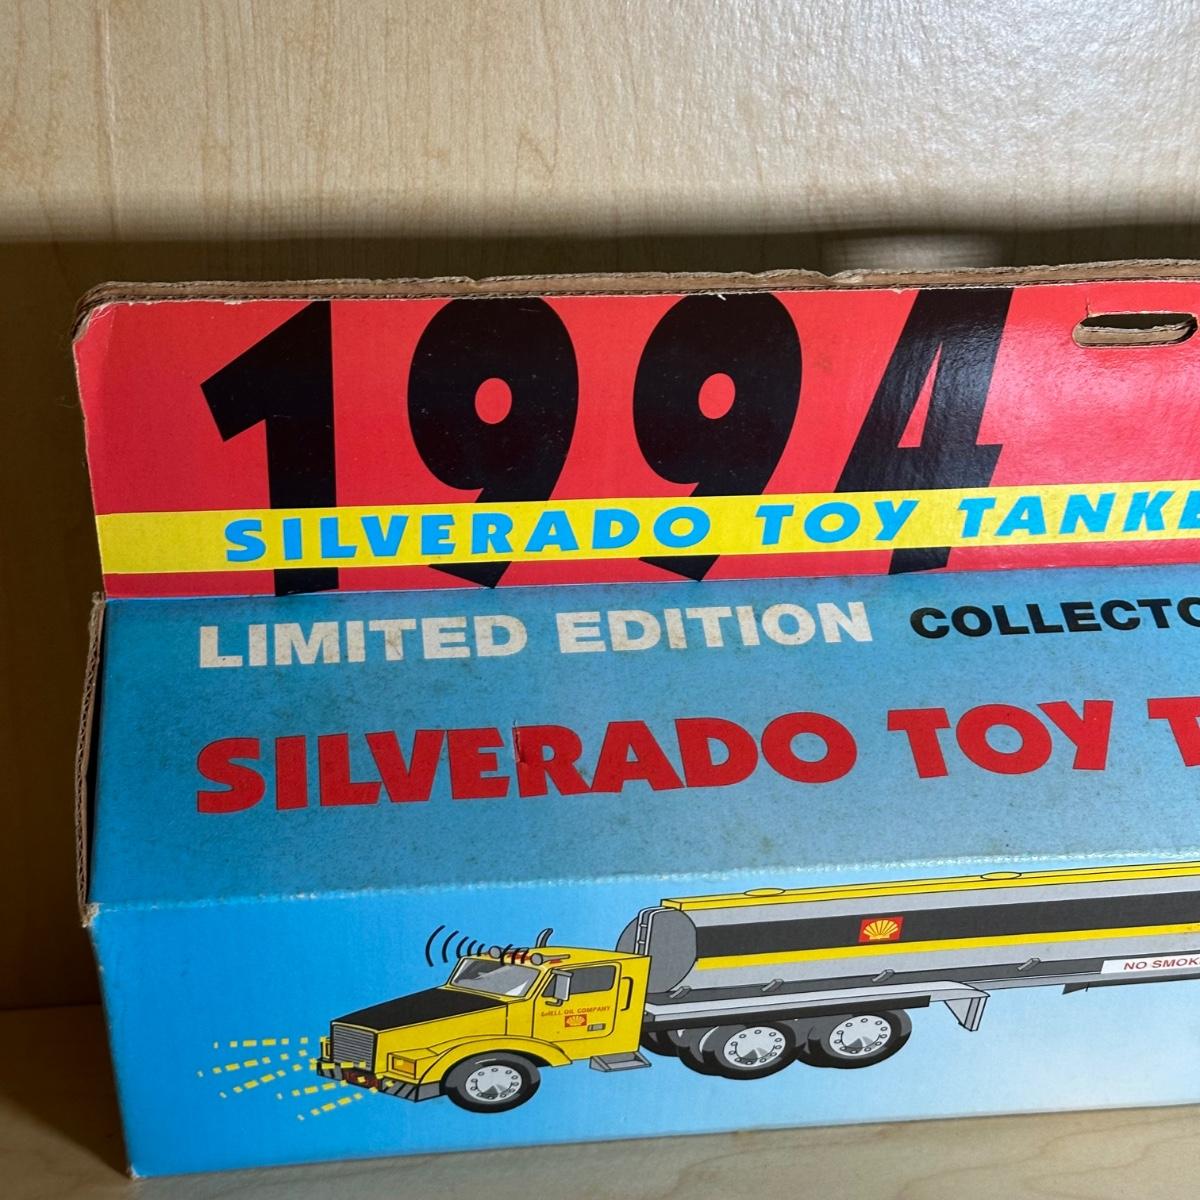 1994
SILVERADO TOY TANKE
LIMITED EDITION COLLECTO
SILVERADO TOY T
SHELL OIL COMPANY
NO SMOK